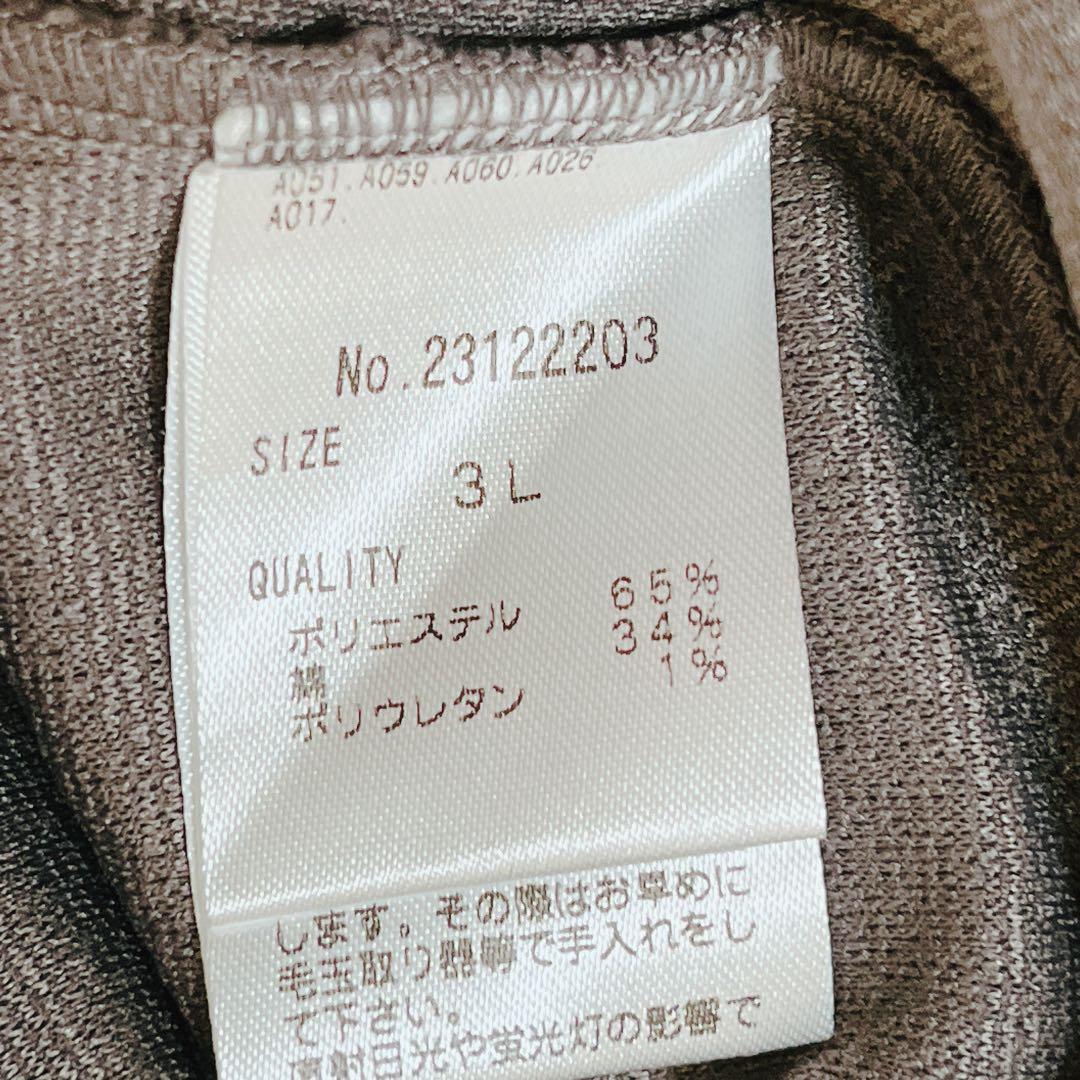 A051.A059.A060.A026
A017.
No.23122203
SIZE
3L
QUALITY
ポリエステル 65%
綿 34%
ポリウレタン 1%
します。その際はお早めに
毛玉取り器等で手入れをし
て下さい。
直射日光や蛍光灯の影響で